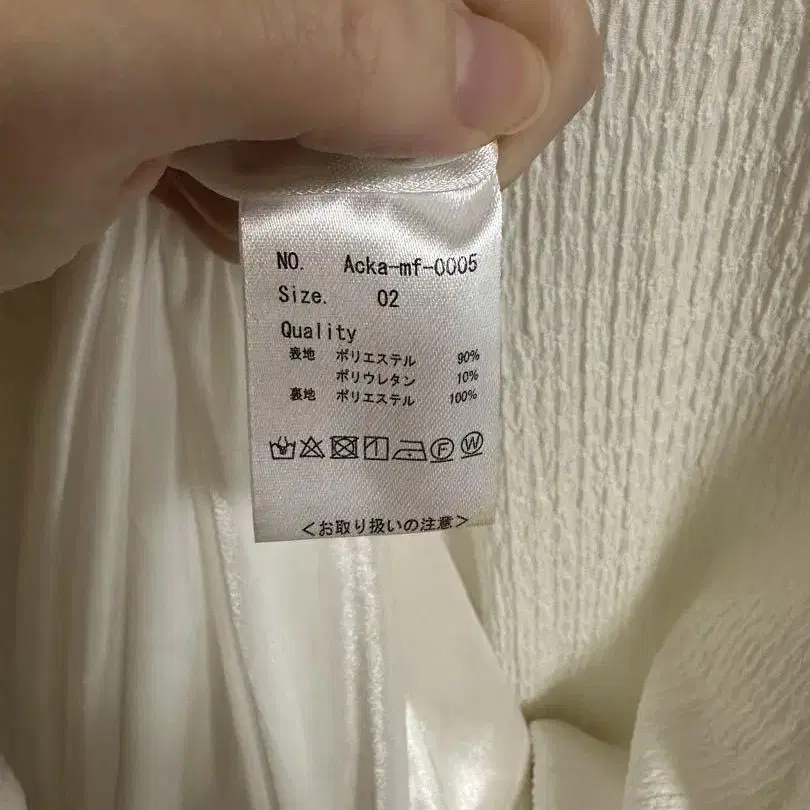 NO. Acka-mf-0005
Size. 02
Quality
表地 ポリエステル 90%
ポリウレタン 10%
裏地 ポリエステル 100%
F W
<お取り扱いの注意>